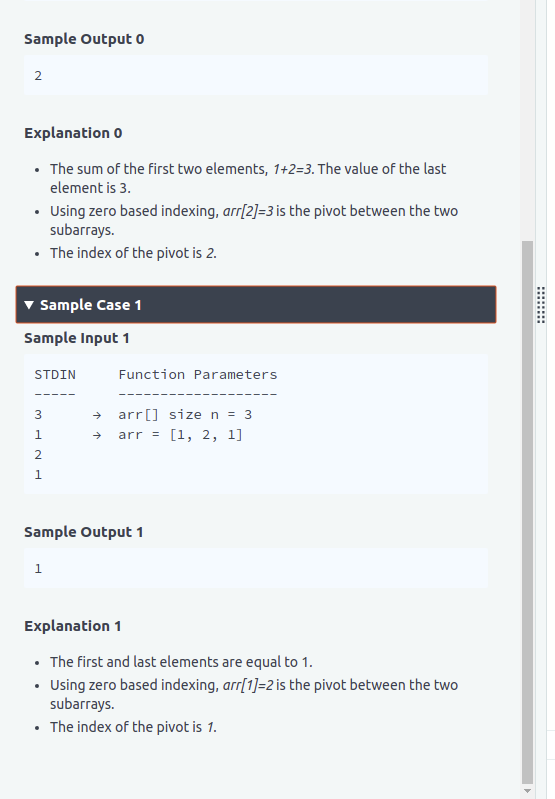 Sample Output 0
2
Explanation 0
• The sum of the first two elements, 1+2=3. The value of the last
element is 3.
• Using zero based indexing, arr[2]=3 is the pivot between the two
subarrays.
• The index of the pivot is 2.
▼ Sample Case 1
Sample Input 1
STDIN     Function Parameters
-----     -------------------
3      →  arr[] size n = 3
1      →  arr = [1, 2, 1]
2
1
Sample Output 1
1
Explanation 1
• The first and last elements are equal to 1.
• Using zero based indexing, arr[1]=2 is the pivot between the two
subarrays.
• The index of the pivot is 1.